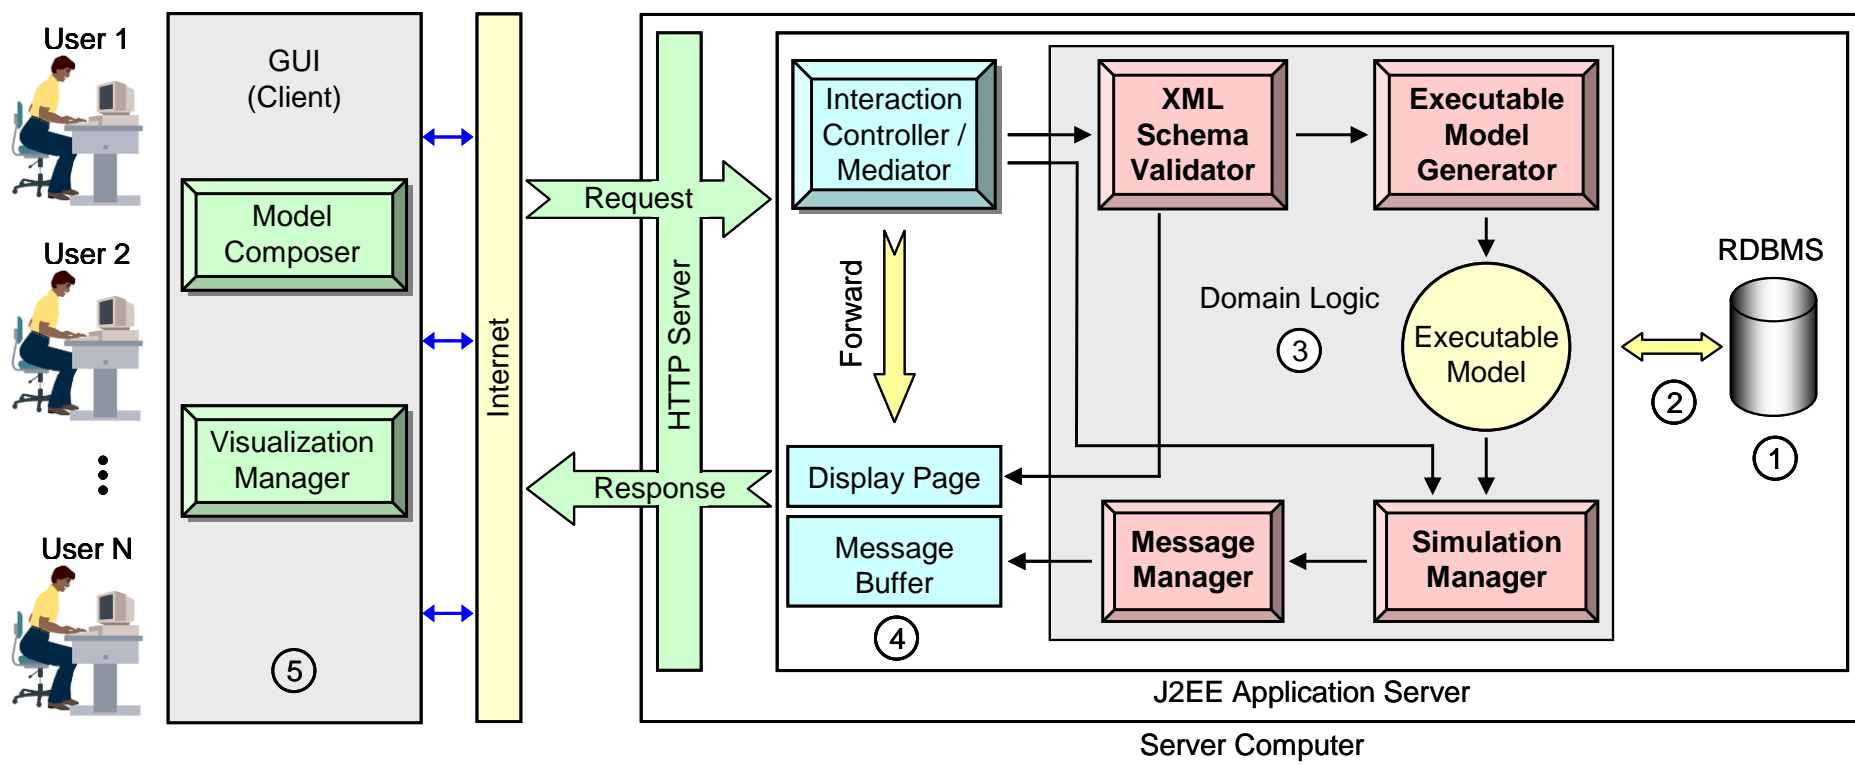 User 1
User 2
User N
GUI
(Client)
Model
Composer
Visualization
Manager
5
Internet
Request
Response
HTTP Server
Interaction
Controller /
Mediator
Forward
Display Page
Message
Buffer
4
XML
Schema
Validator
Executable
Model
Generator
Domain Logic
3
Executable
Model
Message
Manager
Simulation
Manager
RDBMS
2
1
J2EE Application Server
Server Computer